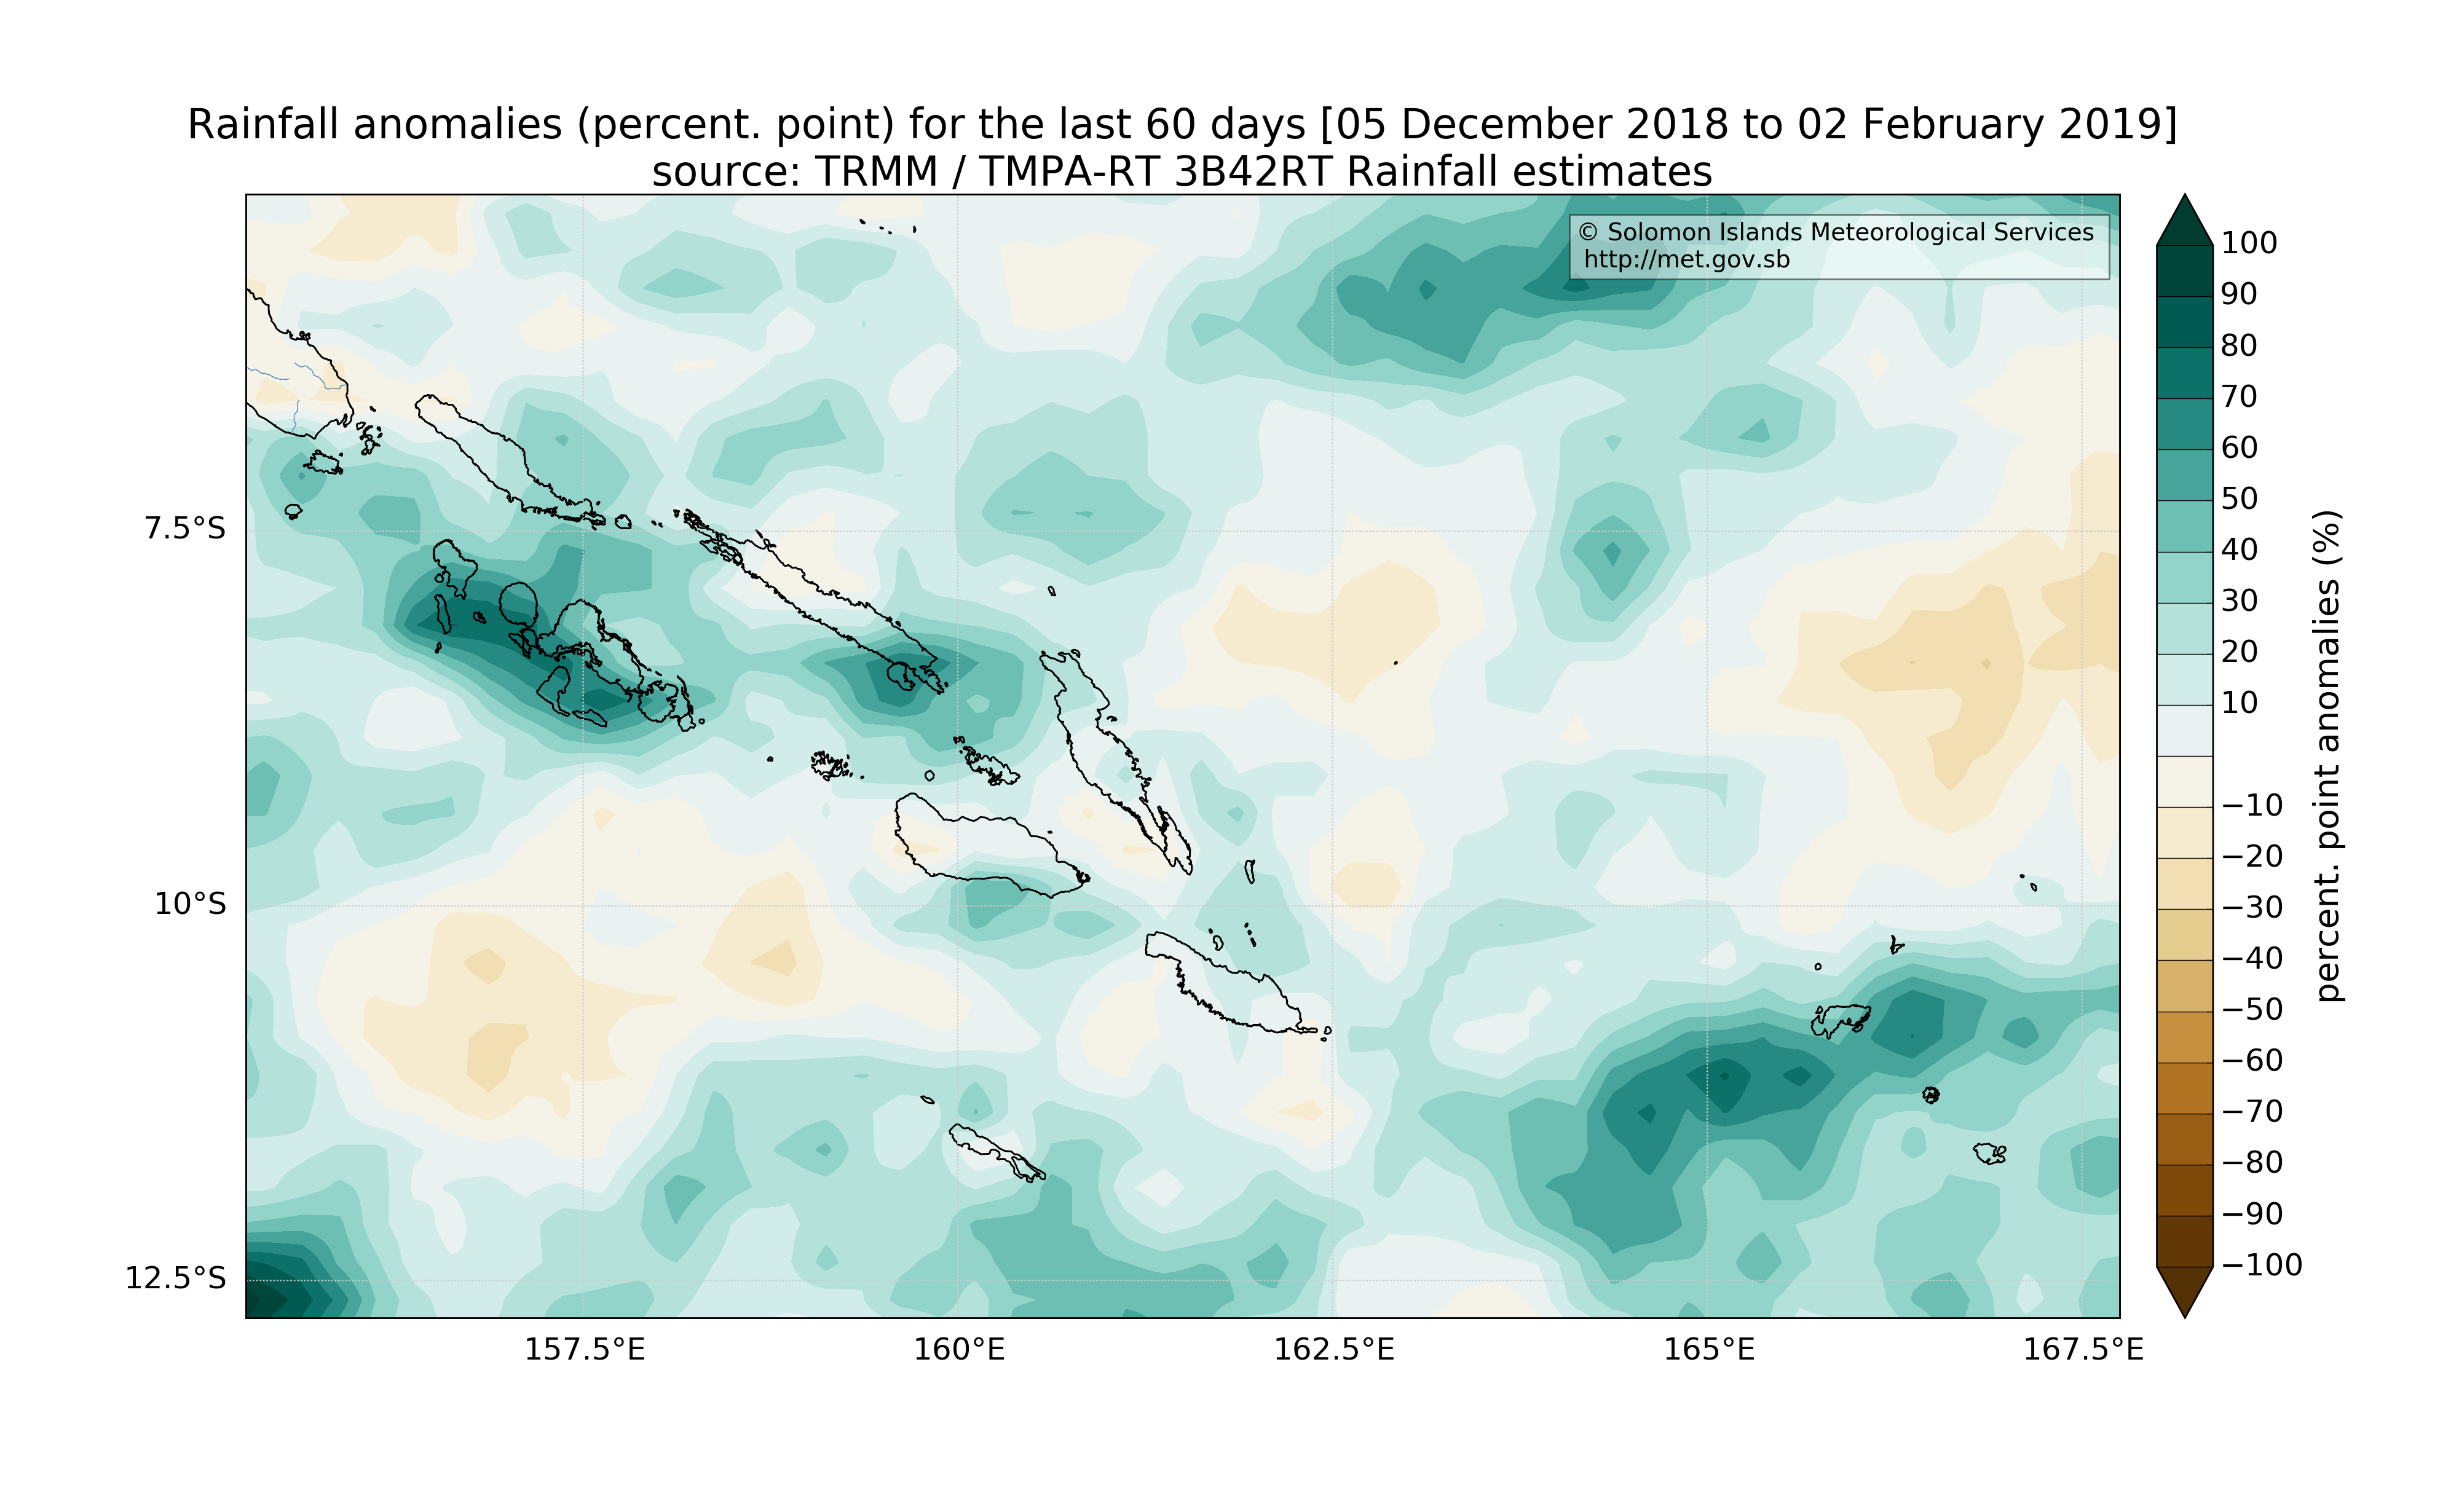 Rainfall anomalies (percent. point) for the last 60 days [05 December 2018 to 02 February 2019]
source: TRMM / TMPA-RT 3B42RT Rainfall estimates
© Solomon Islands Meteorological Services
http://met.gov.sb
7.5°S
10°S
12.5°S
157.5°E
160°E
162.5°E
165°E
167.5°E
100
90
80
70
60
50
40
30
20
10
−10
−20
−30
−40
−50
−60
−70
−80
−90
−100
percent. point anomalies (%)